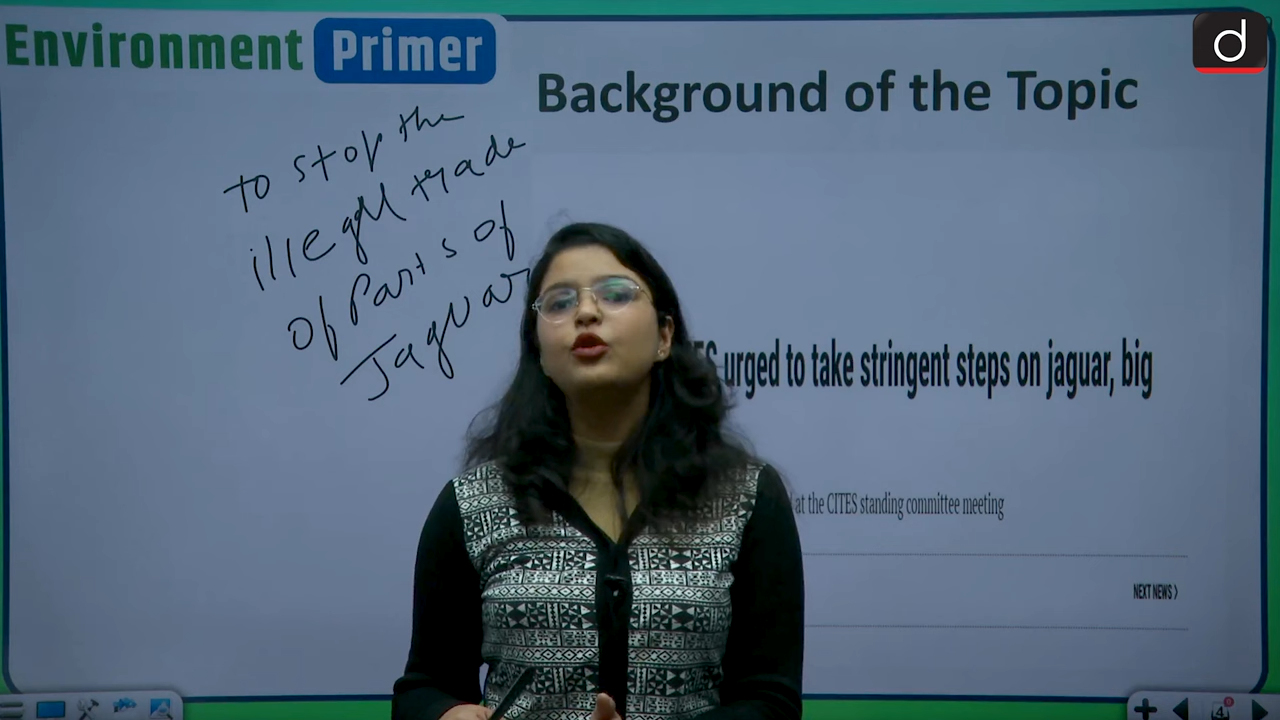 Environment Primer
d
Background of the Topic
to stop the
illegal trade
of Parts of
Jaguar
urged to take stringent steps on jaguar, big
at the CITES standing committee meeting
NEXT NEWS ⟩
4